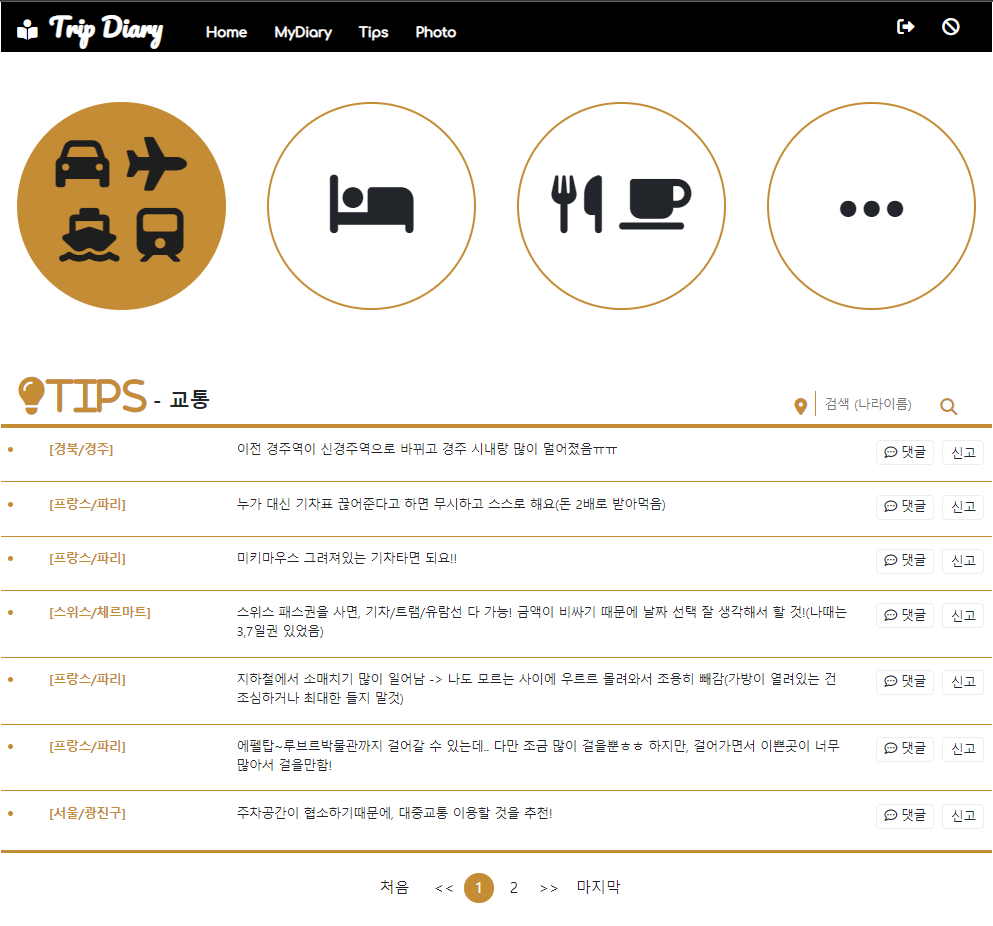 Trip Diary Home MyDiary Tips Photo
TIPS - 교통 검색 (나라이름)
[경북/경주] 이전 경주역이 신경주역으로 바뀌고 경주 시내랑 많이 멀어졌음ㅠㅠ 댓글 신고
[프랑스/파리] 누가 대신 기차표 끊어준다고 하면 무시하고 스스로 해요(돈 2배로 받아먹음) 댓글 신고
[프랑스/파리] 미키마우스 그려져있는 기차타면 되요!! 댓글 신고
[스위스/체르마트] 스위스 패스권을 사면, 기차/트램/유람선 다 가능! 금액이 비싸기 때문에 날짜 선택 잘 생각해서 할 것!(나때는 댓글 신고
3,7일권 있었음)
[프랑스/파리] 지하철에서 소매치기 많이 일어남 -> 나도 모르는 사이에 우르르 몰려와서 조용히 빼감(가방이 열려있는 건 댓글 신고
조심하거나 최대한 들지 말것)
[프랑스/파리] 에펠탑~루브르박물관까지 걸어갈 수 있는데.. 다만 조금 많이 걸을뿐ㅎㅎ 하지만, 걸어가면서 이쁜곳이 너무 댓글 신고
많아서 걸을만함!
[서울/광진구] 주차공간이 협소하기때문에, 대중교통 이용할 것을 추천! 댓글 신고
처음 << 1 2 >> 마지막